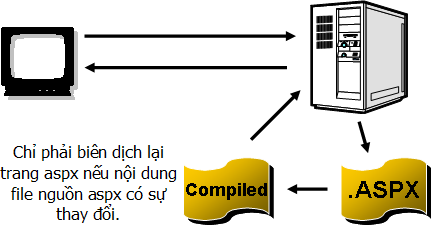 Chỉ phải biên dịch lại
trang aspx nếu nội dung
file nguồn aspx có sự
thay đổi.
Compiled
.ASPX